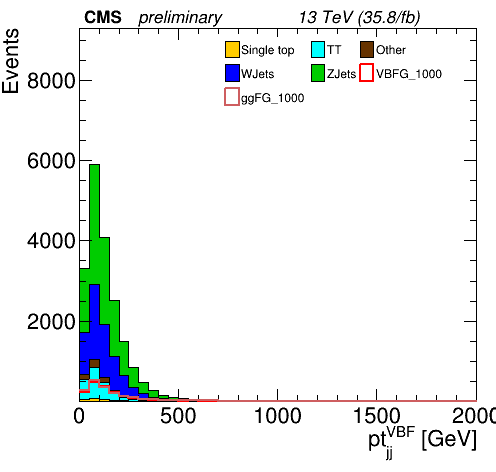 CMS preliminary 13 TeV (35.8/fb)
Events
Single top TT Other
WJets ZJets VBFG_1000
ggFG_1000
8000
6000
4000
2000
0 500 1000 1500 2000
pt_jj^VBF [GeV]